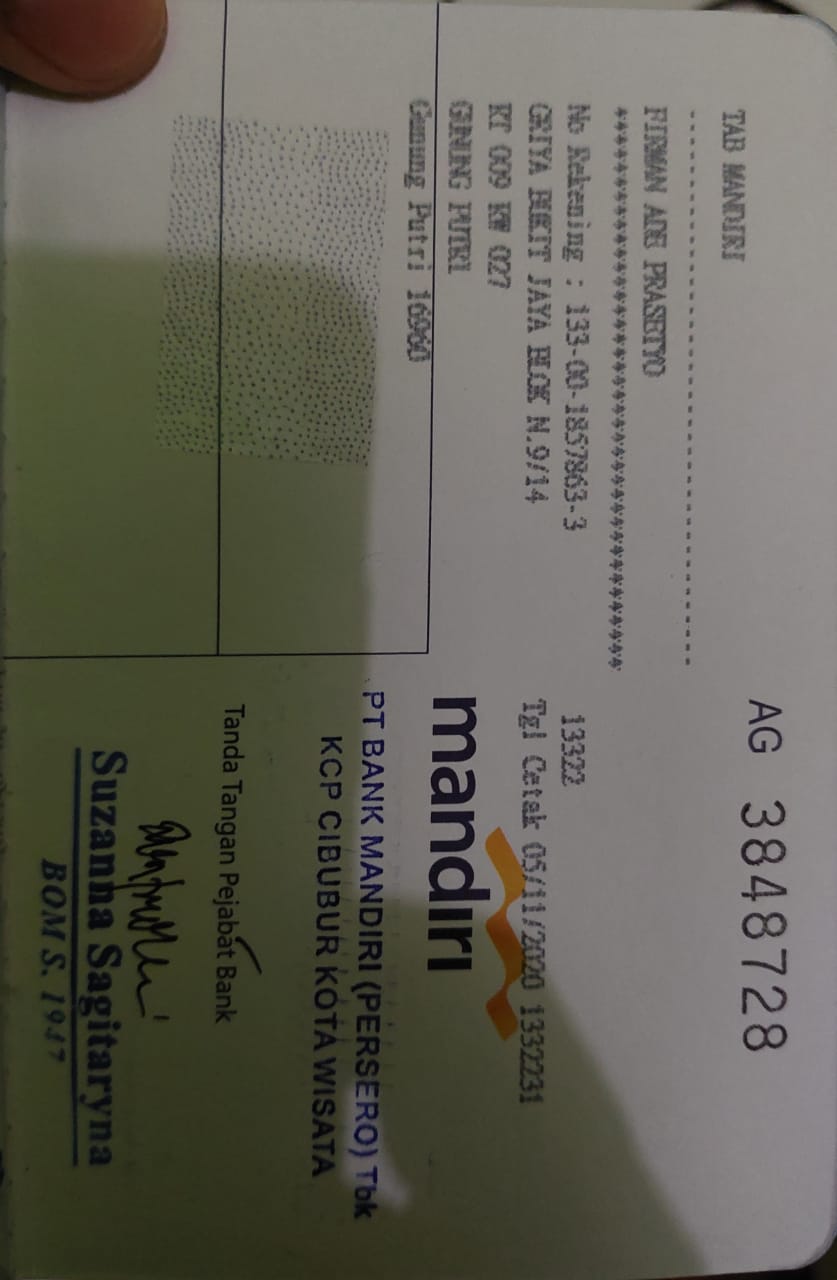 AG 3848728
TAB MANDIRI
------------------------------------------
FIRMAN ADE PRASETYO
******************************************
No Rekening : 133-00-1857863-3
13322
GRIYA BUKIT JAYA BLOK N.9/14
Tgl Cetak 05/11/2020 1332231
RT 009 RW 027
GNUNG PUTRI
Gunung Putri 16960
mandırı
PT BANK MANDIRI (PERSERO) Tbk
KCP CIBUBUR KOTA WISATA
Tanda Tangan Pejabat Bank
Suzanna Sagitaryna
BOM S. 1947